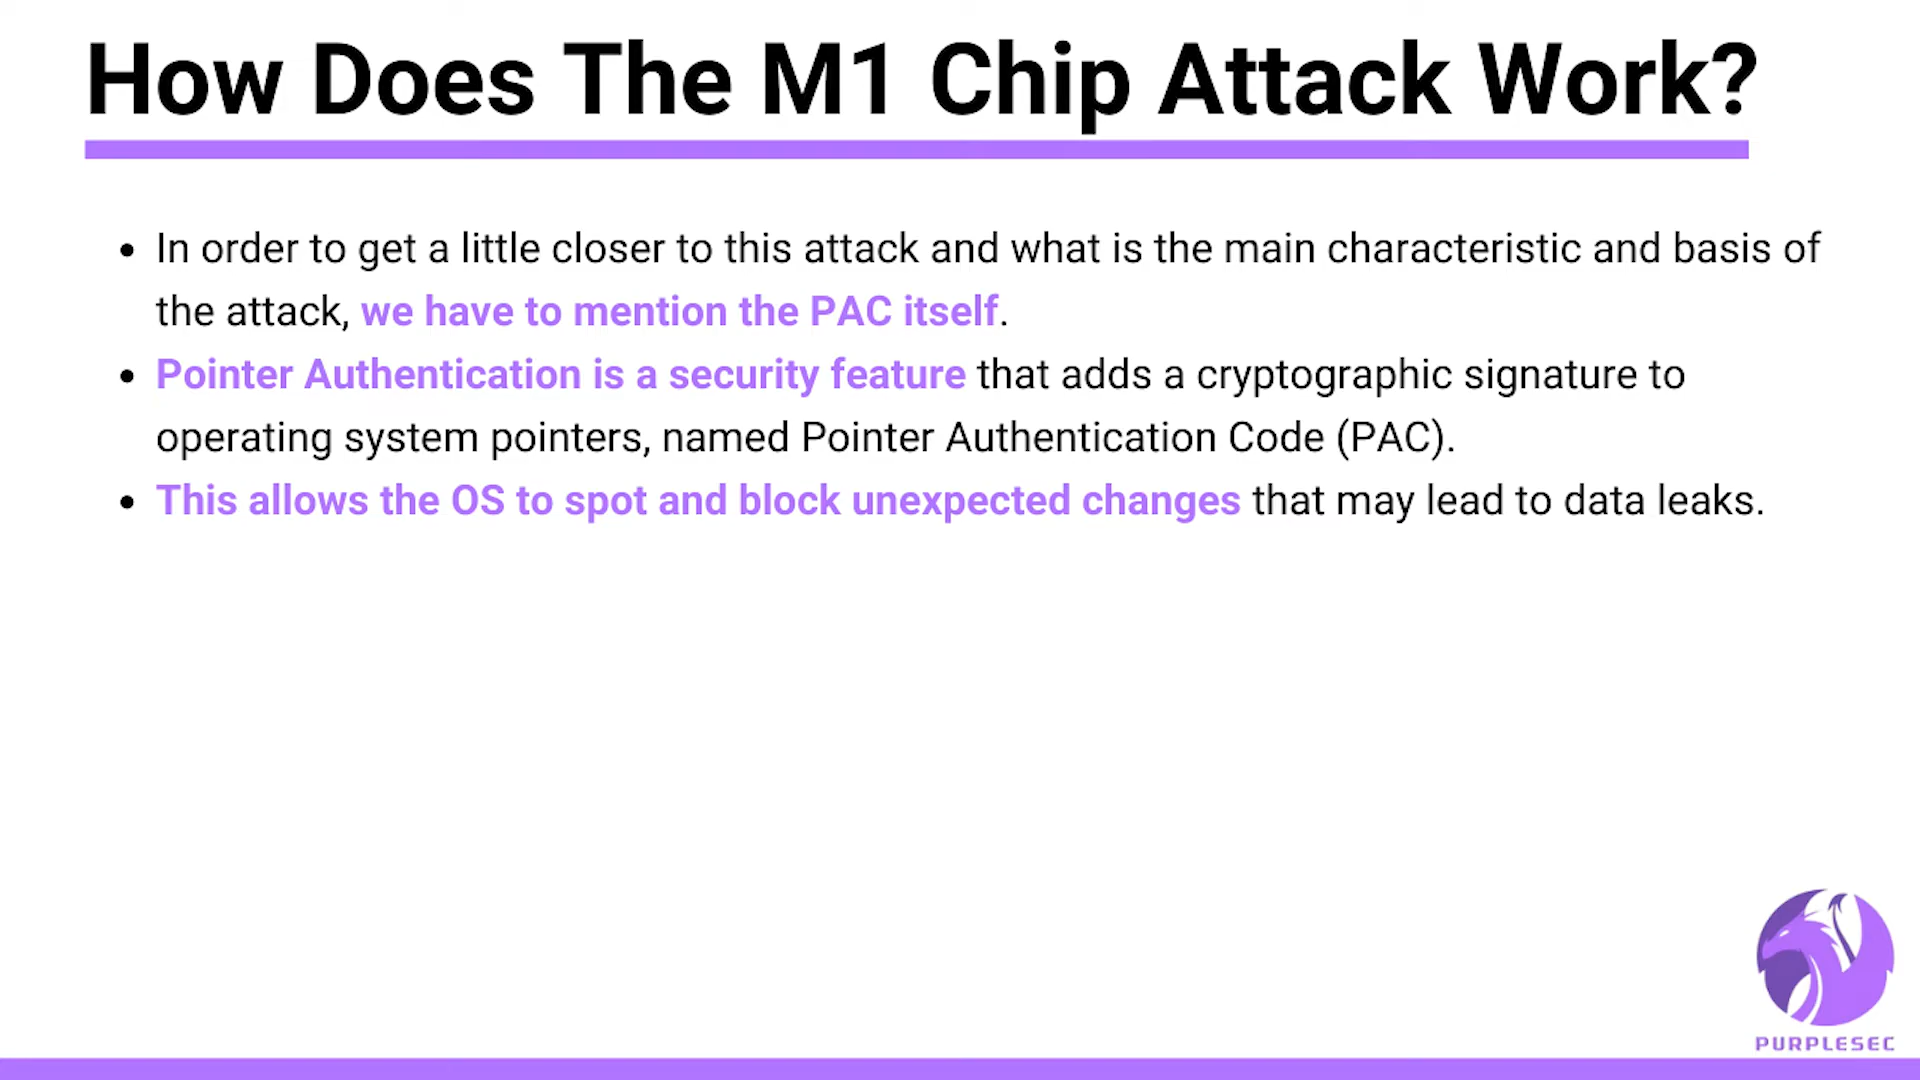 How Does The M1 Chip Attack Work?
• In order to get a little closer to this attack and what is the main characteristic and basis of
the attack, we have to mention the PAC itself.
• Pointer Authentication is a security feature that adds a cryptographic signature to
operating system pointers, named Pointer Authentication Code (PAC).
• This allows the OS to spot and block unexpected changes that may lead to data leaks.
PURPLESEC